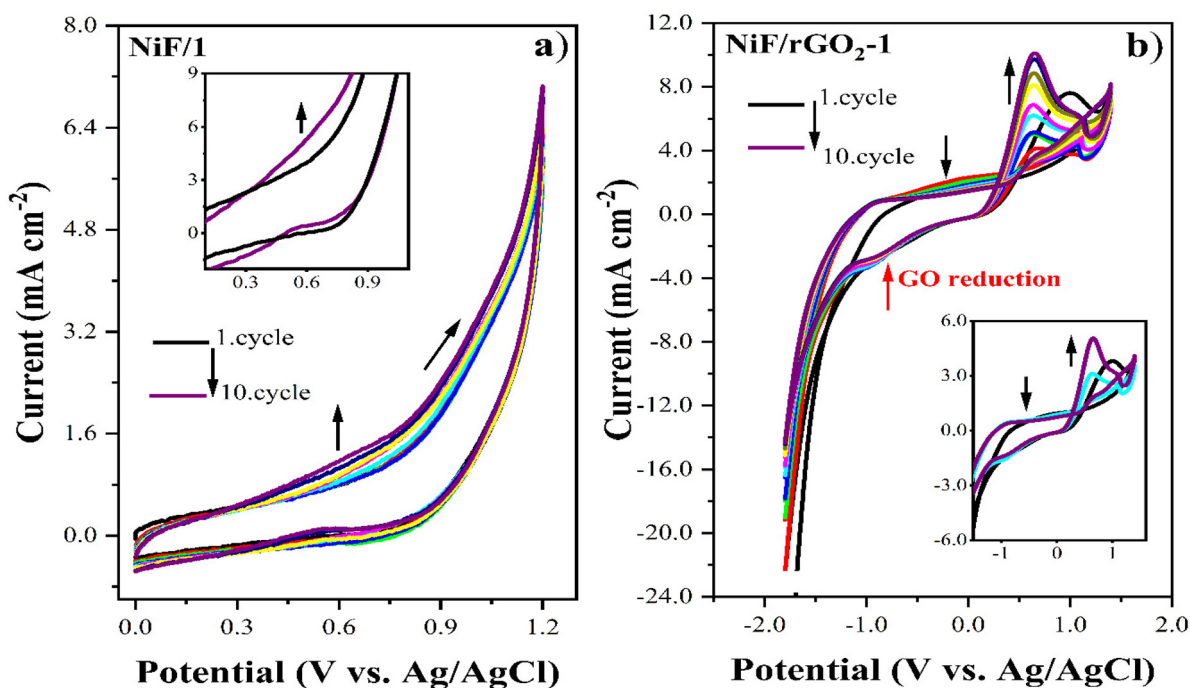 NiF/1
a)
8.0
6.4
4.8
3.2
1.6
0.0
Current (mA cm-2)
9
6
3
0
0.3 0.6 0.9
1.cycle
10.cycle
0.0 0.3 0.6 0.9 1.2
Potential (V vs. Ag/AgCl)
NiF/rGO₂-1
b)
12.0
8.0
4.0
0.0
-4.0
-8.0
-12.0
-16.0
-20.0
-24.0
Current (mA cm-2)
1.cycle
10.cycle
GO reduction
6.0
3.0
0.0
-3.0
-6.0
-1 0 1
-2.0 -1.0 0.0 1.0 2.0
Potential (V vs. Ag/AgCl)